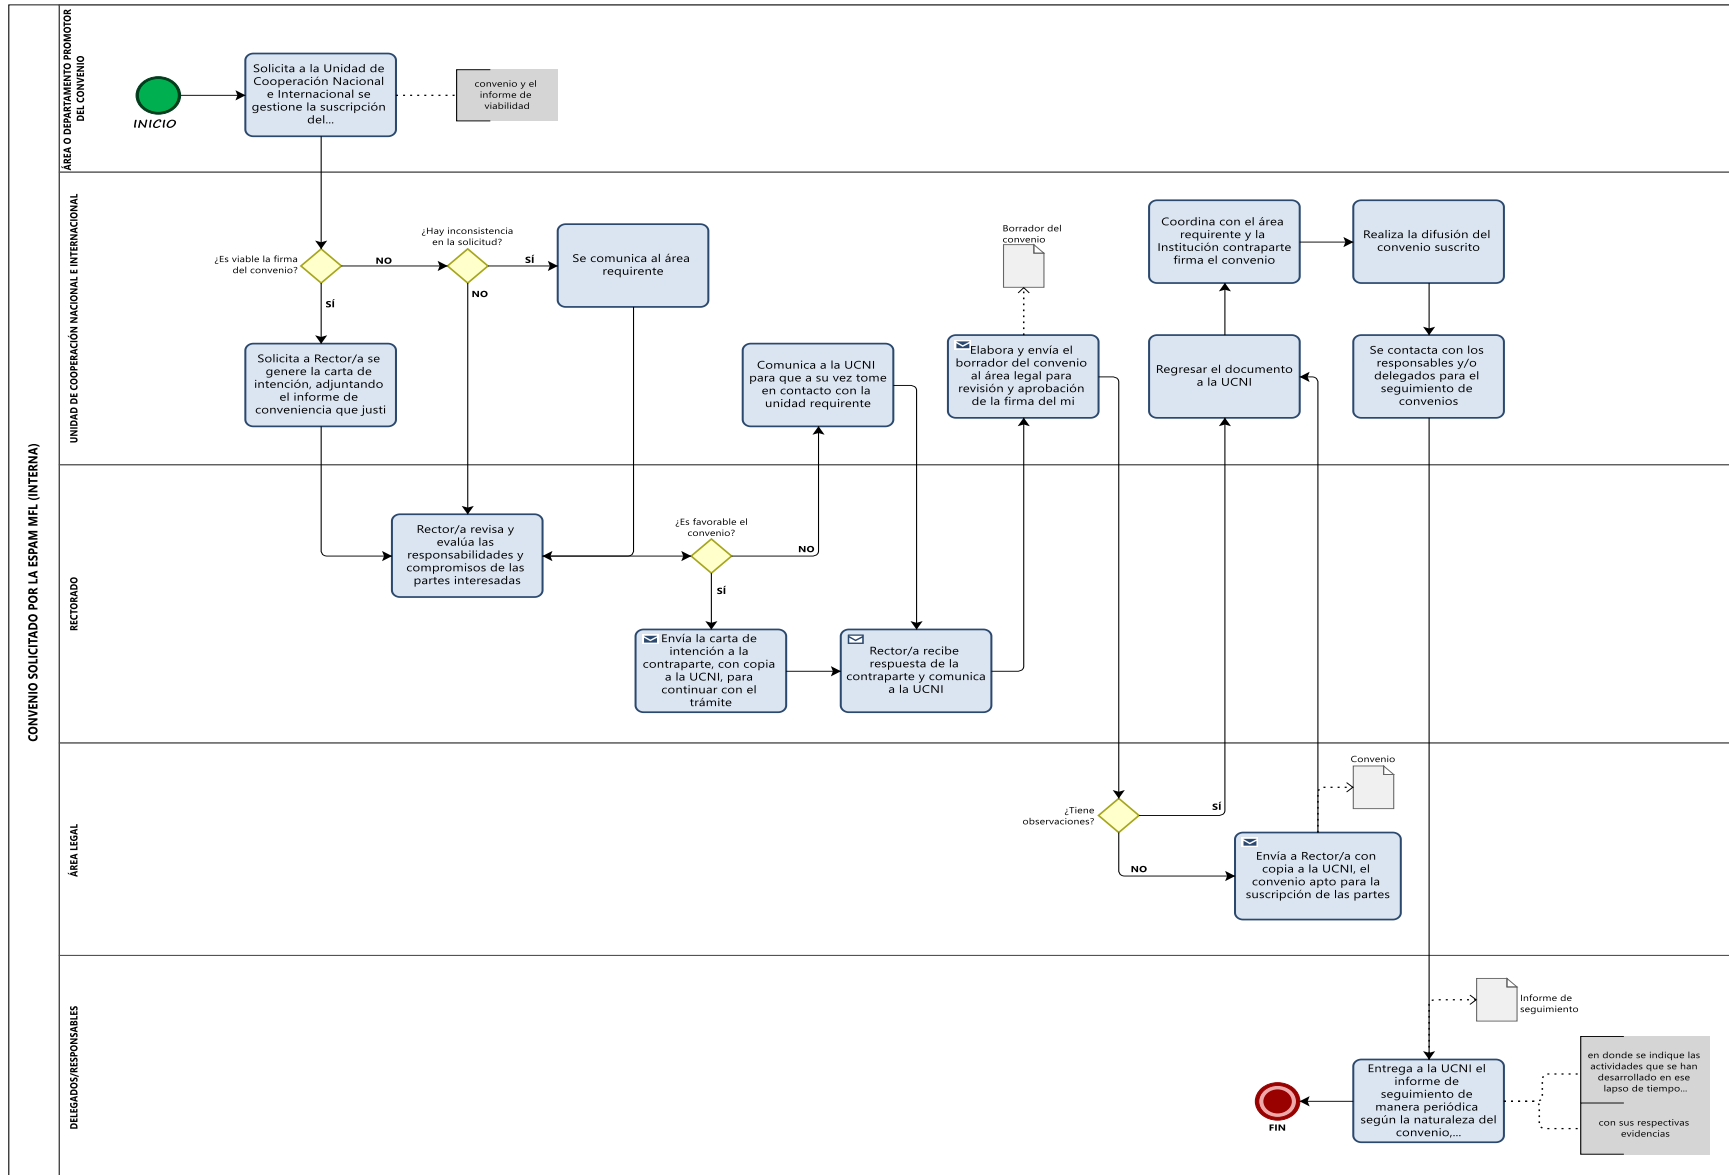 CONVENIO SOLICITADO POR LA ESPAM MFL (INTERNA)
ÁREA O DEPARTAMENTO PROMOTOR
DEL CONVENIO
INICIO
Solicita a la Unidad de
Cooperación Nacional
e Internacional se
gestione la suscripción
del...
convenio y el
informe de
viabilidad
UNIDAD DE COOPERACIÓN NACIONAL E INTERNACIONAL
¿Es viable la firma
del convenio?
NO
SÍ
¿Hay inconsistencia
en la solicitud?
SÍ
NO
Se comunica al área
requirente
Solicita a Rector/a se
genere la carta de
intención, adjuntando
el informe de
conveniencia que justi
Comunica a la UCNI
para que a su vez tome
en contacto con la
unidad requirente
Borrador del
convenio
Elabora y envía el
borrador del convenio
al área legal para
revisión y aprobación
de la firma del mi
Coordina con el área
requirente y la
Institución contraparte
firma el convenio
Regresar el documento
a la UCNI
Realiza la difusión del
convenio suscrito
Se contacta con los
responsables y/o
delegados para el
seguimiento de
convenios
RECTORADO
Rector/a revisa y
evalúa las
responsabilidades y
compromisos de las
partes interesadas
¿Es favorable el
convenio?
NO
SÍ
Envía la carta de
intención a la
contraparte, con copia
a la UCNI, para
continuar con el
trámite
Rector/a recibe
respuesta de la
contraparte y comunica
a la UCNI
ÁREA LEGAL
¿Tiene
observaciones?
SÍ
NO
Convenio
Envía a Rector/a con
copia a la UCNI, el
convenio apto para la
suscripción de las partes
DELEGADOS/RESPONSABLES
Informe de
seguimiento
Entrega a la UCNI el
informe de
seguimiento de
manera periódica
según la naturaleza del
convenio,...
FIN
en donde se indique las
actividades que se han
desarrollado en ese
lapso de tiempo...
con sus respectivas
evidencias